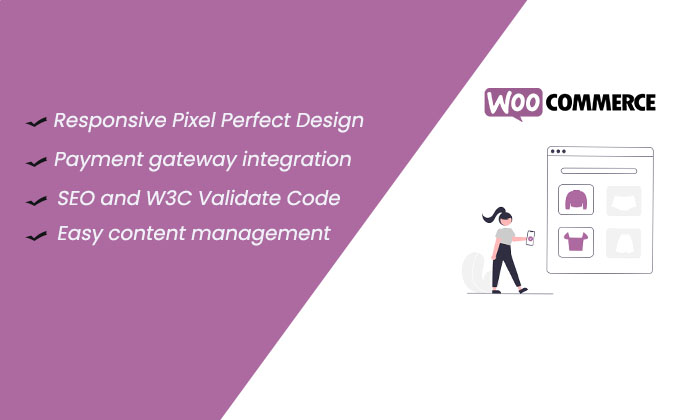 Responsive Pixel Perfect Design
Payment gateway integration
SEO and W3C Validate Code
Easy content management
WOO COMMERCE